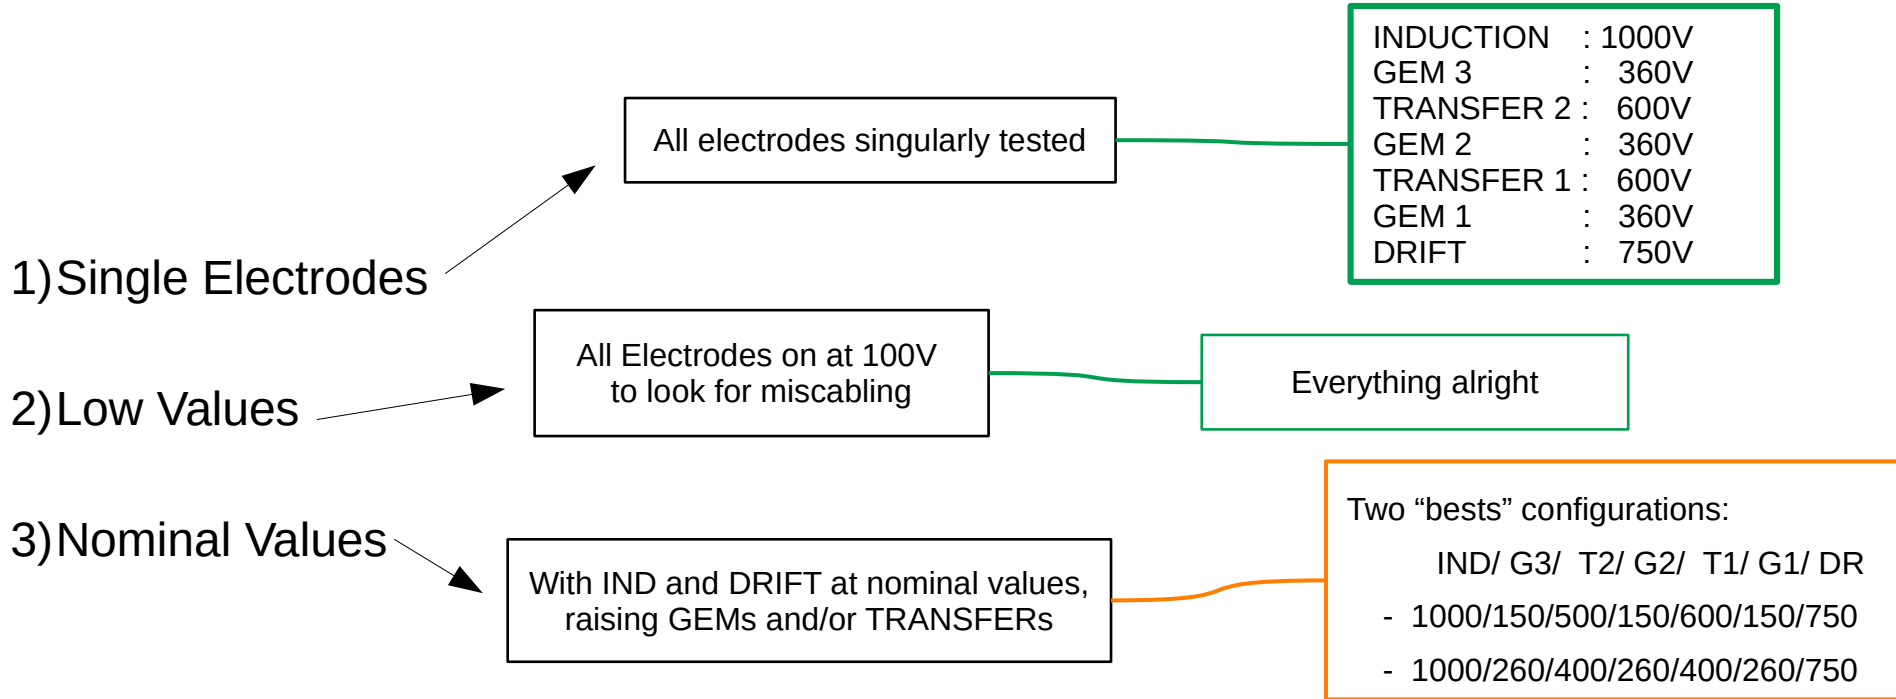 1)Single Electrodes
All electrodes singularly tested
INDUCTION : 1000V
GEM 3 : 360V
TRANSFER 2 : 600V
GEM 2 : 360V
TRANSFER 1 : 600V
GEM 1 : 360V
DRIFT : 750V
2)Low Values
All Electrodes on at 100V
to look for miscabling
Everything alright
3)Nominal Values
With IND and DRIFT at nominal values,
raising GEMs and/or TRANSFERs
Two “bests” configurations:
IND/ G3/ T2/ G2/ T1/ G1/ DR
- 1000/150/500/150/600/150/750
- 1000/260/400/260/400/260/750